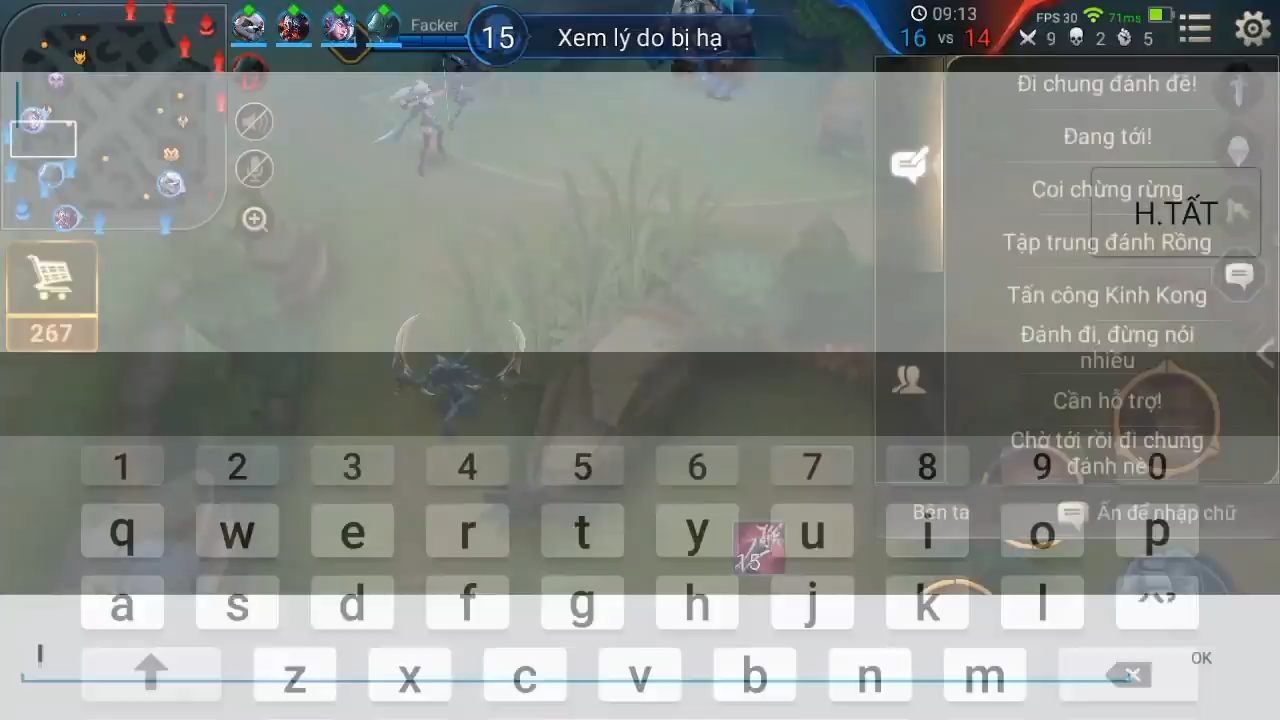 Facker
15
Xem lý do bị hạ
09:13
FPS 30
71ms
16 vs 14
9
2
5
Đi chung đánh đê!
Đang tới!
Coi chừng rừng
H.TẤT
Tập trung đánh Rồng
Tấn công Kinh Kong
Đánh đi, đừng nói
nhiều
Cần hỗ trợ!
Chờ tới rồi đi chung
đánh nè
Bên ta
Ấn để nhập chữ
267
1 2 3 4 5 6 7 8 9 0
q w e r t y u i o p
15
a s d f g h j k l
z x c v b n m
OK